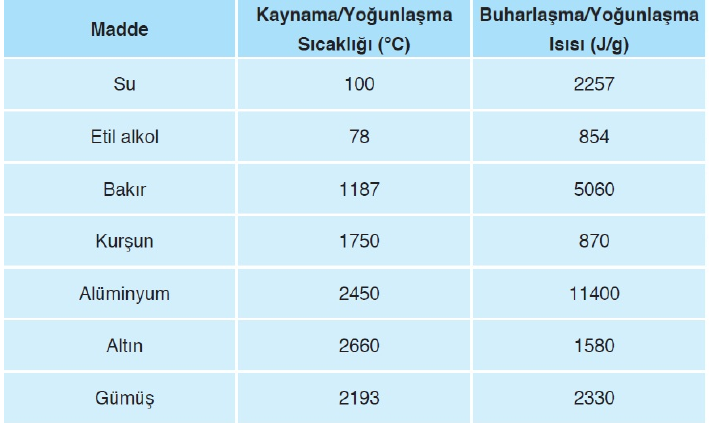 Madde
Kaynama/Yoğunlaşma
Sıcaklığı (°C)
Buharlaşma/Yoğunlaşma
Isısı (J/g)
Su 100 2257
Etil alkol 78 854
Bakır 1187 5060
Kurşun 1750 870
Alüminyum 2450 11400
Altın 2660 1580
Gümüş 2193 2330